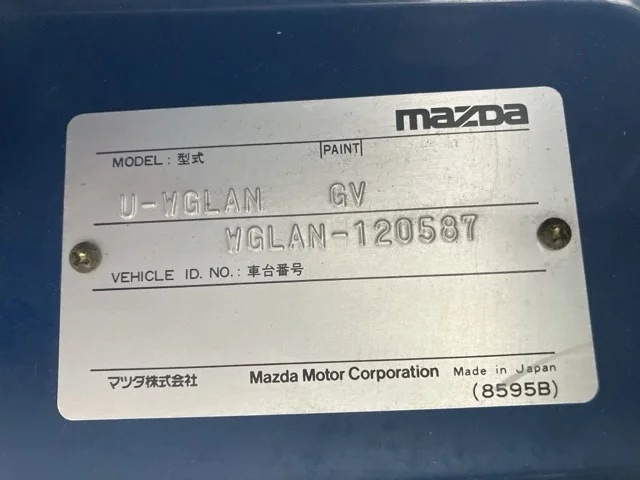 mazda
MODEL : 型式 PAINT
U-WGLAN GV
WGLAN-120587
VEHICLE ID. NO. : 車台番号
マツダ株式会社 Mazda Motor Corporation Made in Japan
(8595B)